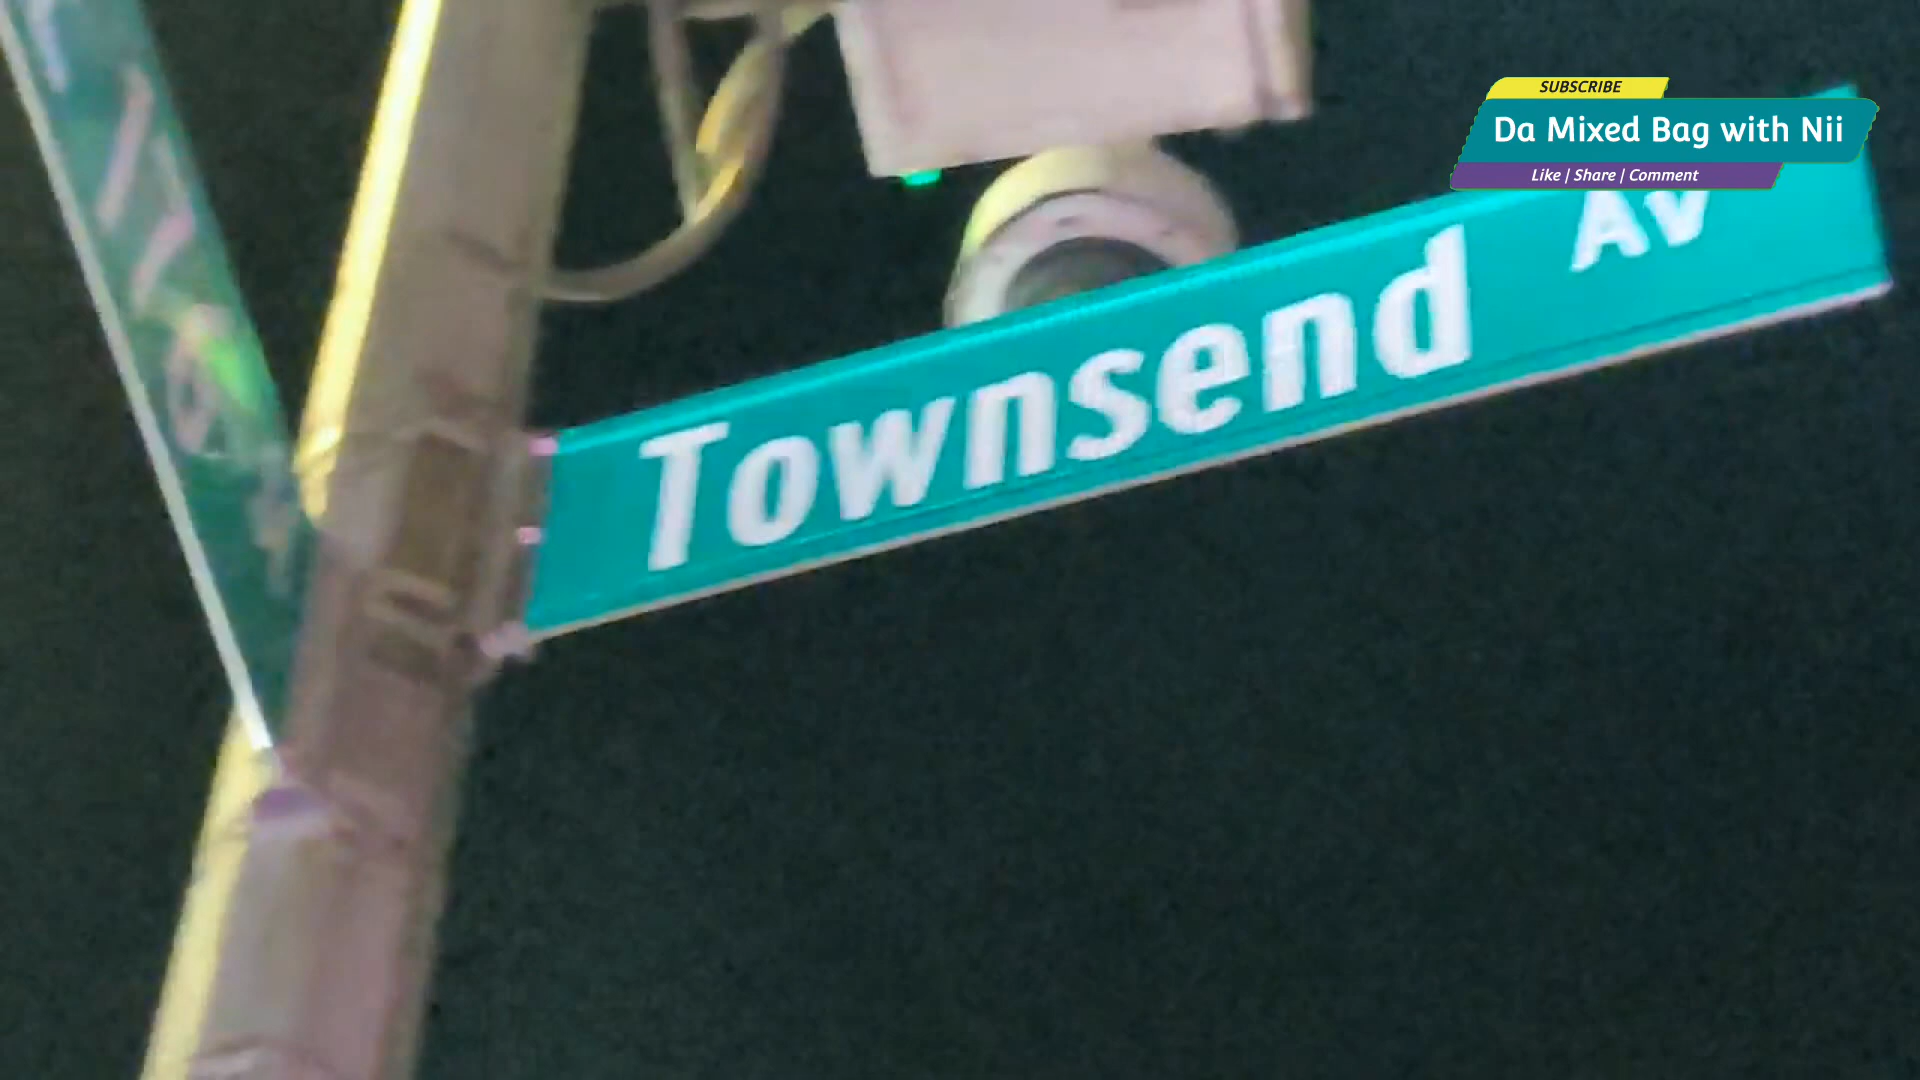 SUBSCRIBE
Da Mixed Bag with Nii
Like | Share | Comment
Townsend Av